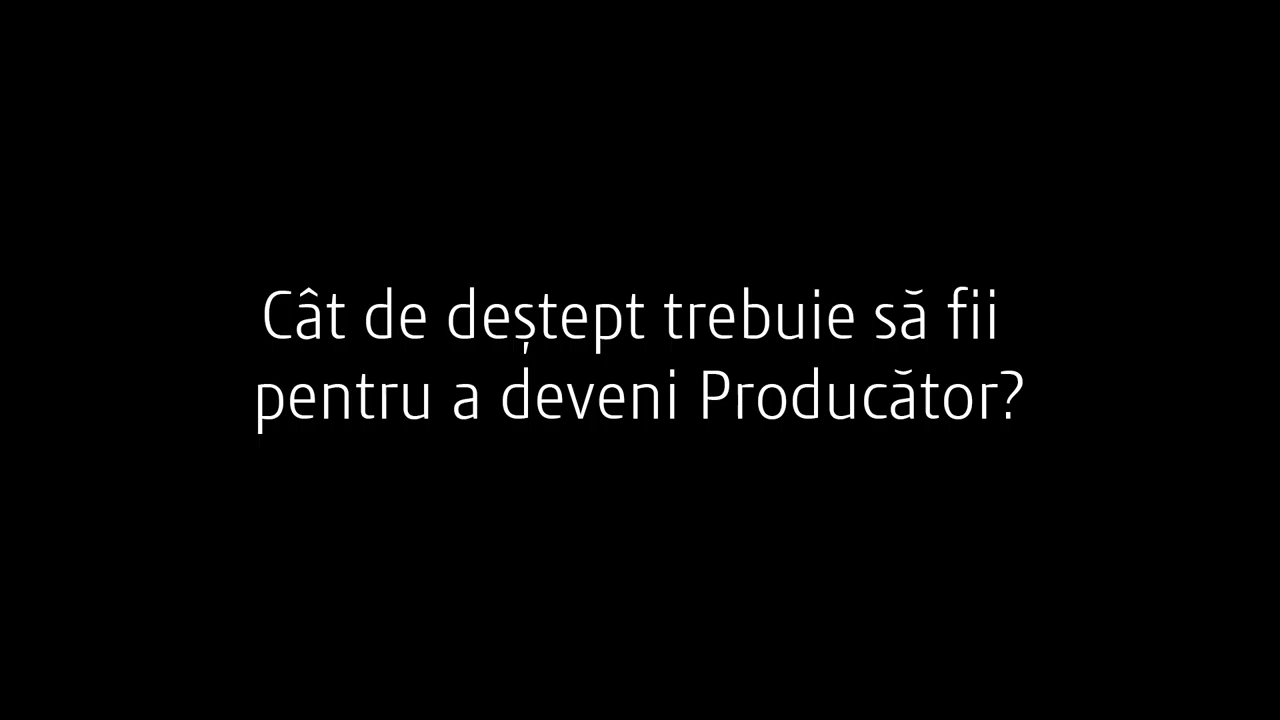 Cât de deștept trebuie să fii
pentru a deveni Producător?